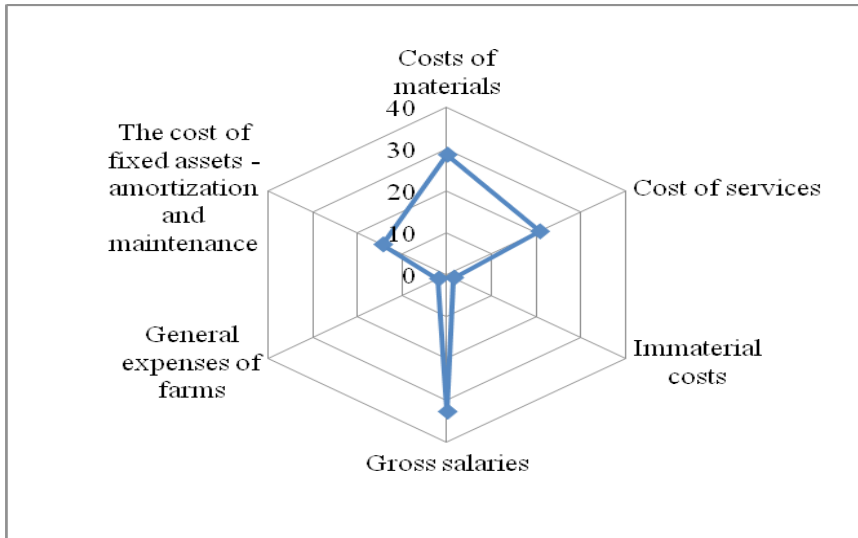 Costs of
materials
40
30
20
10
0
The cost of
fixed assets -
amortization
and
maintenance
Cost of services
General
expenses of
farms
Immaterial
costs
Gross salaries